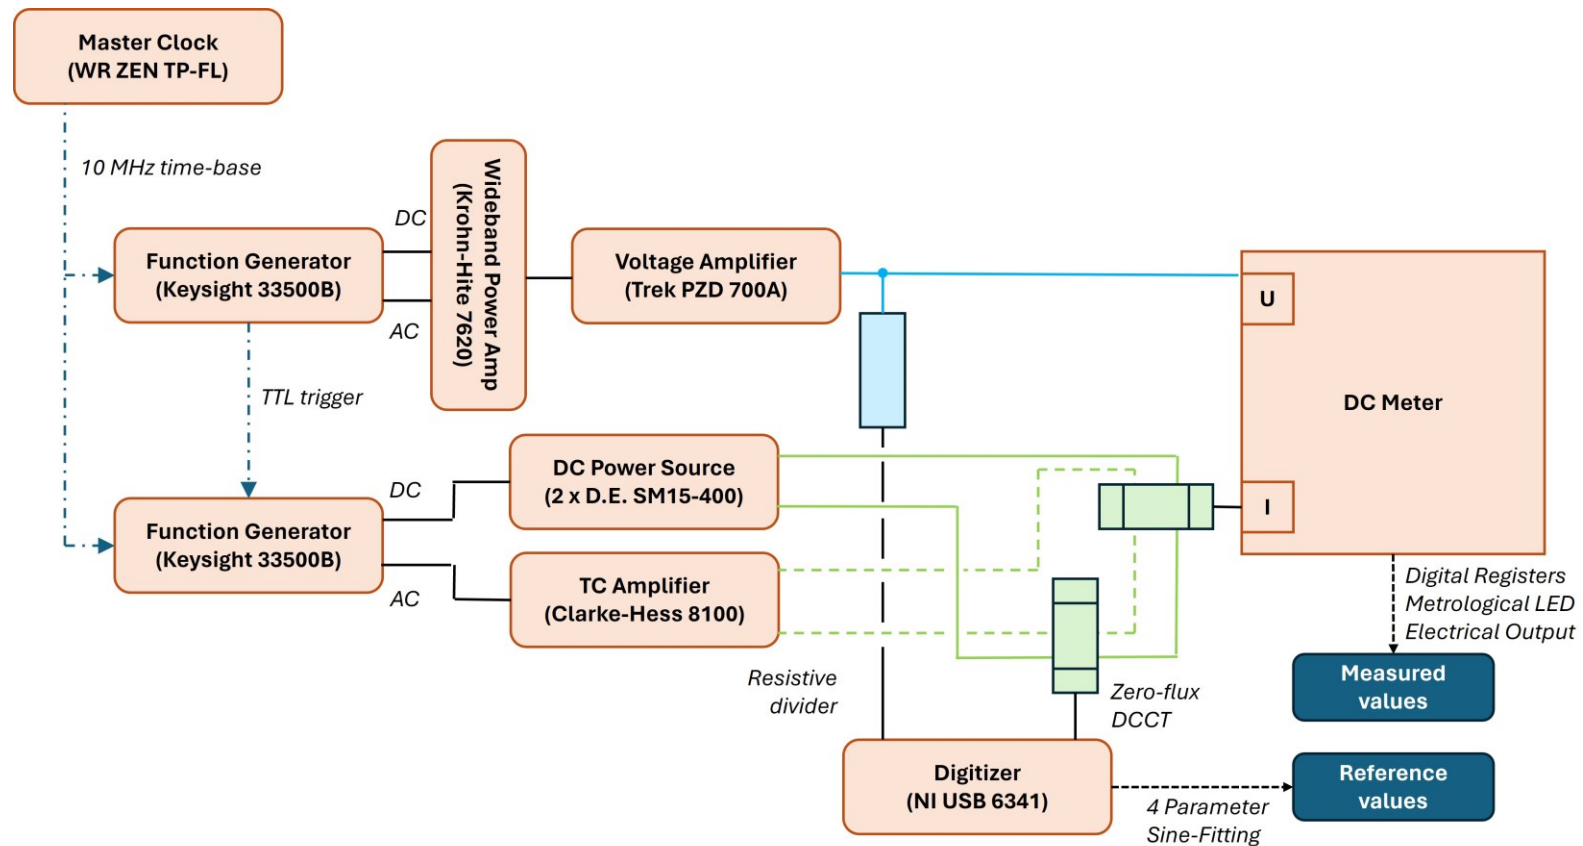 Master Clock
(WR ZEN TP-FL)
10 MHz time-base
Function Generator
(Keysight 33500B)
DC
AC
Wideband Power Amp
(Krohn-Hite 7620)
Voltage Amplifier
(Trek PZD 700A)
U
DC Meter
I
TTL trigger
Function Generator
(Keysight 33500B)
DC
AC
DC Power Source
(2 x D.E. SM15-400)
TC Amplifier
(Clarke-Hess 8100)
Resistive
divider
Zero-flux
DCCT
Digital Registers
Metrological LED
Electrical Output
Measured
values
Digitizer
(NI USB 6341)
4 Parameter
Sine-Fitting
Reference
values